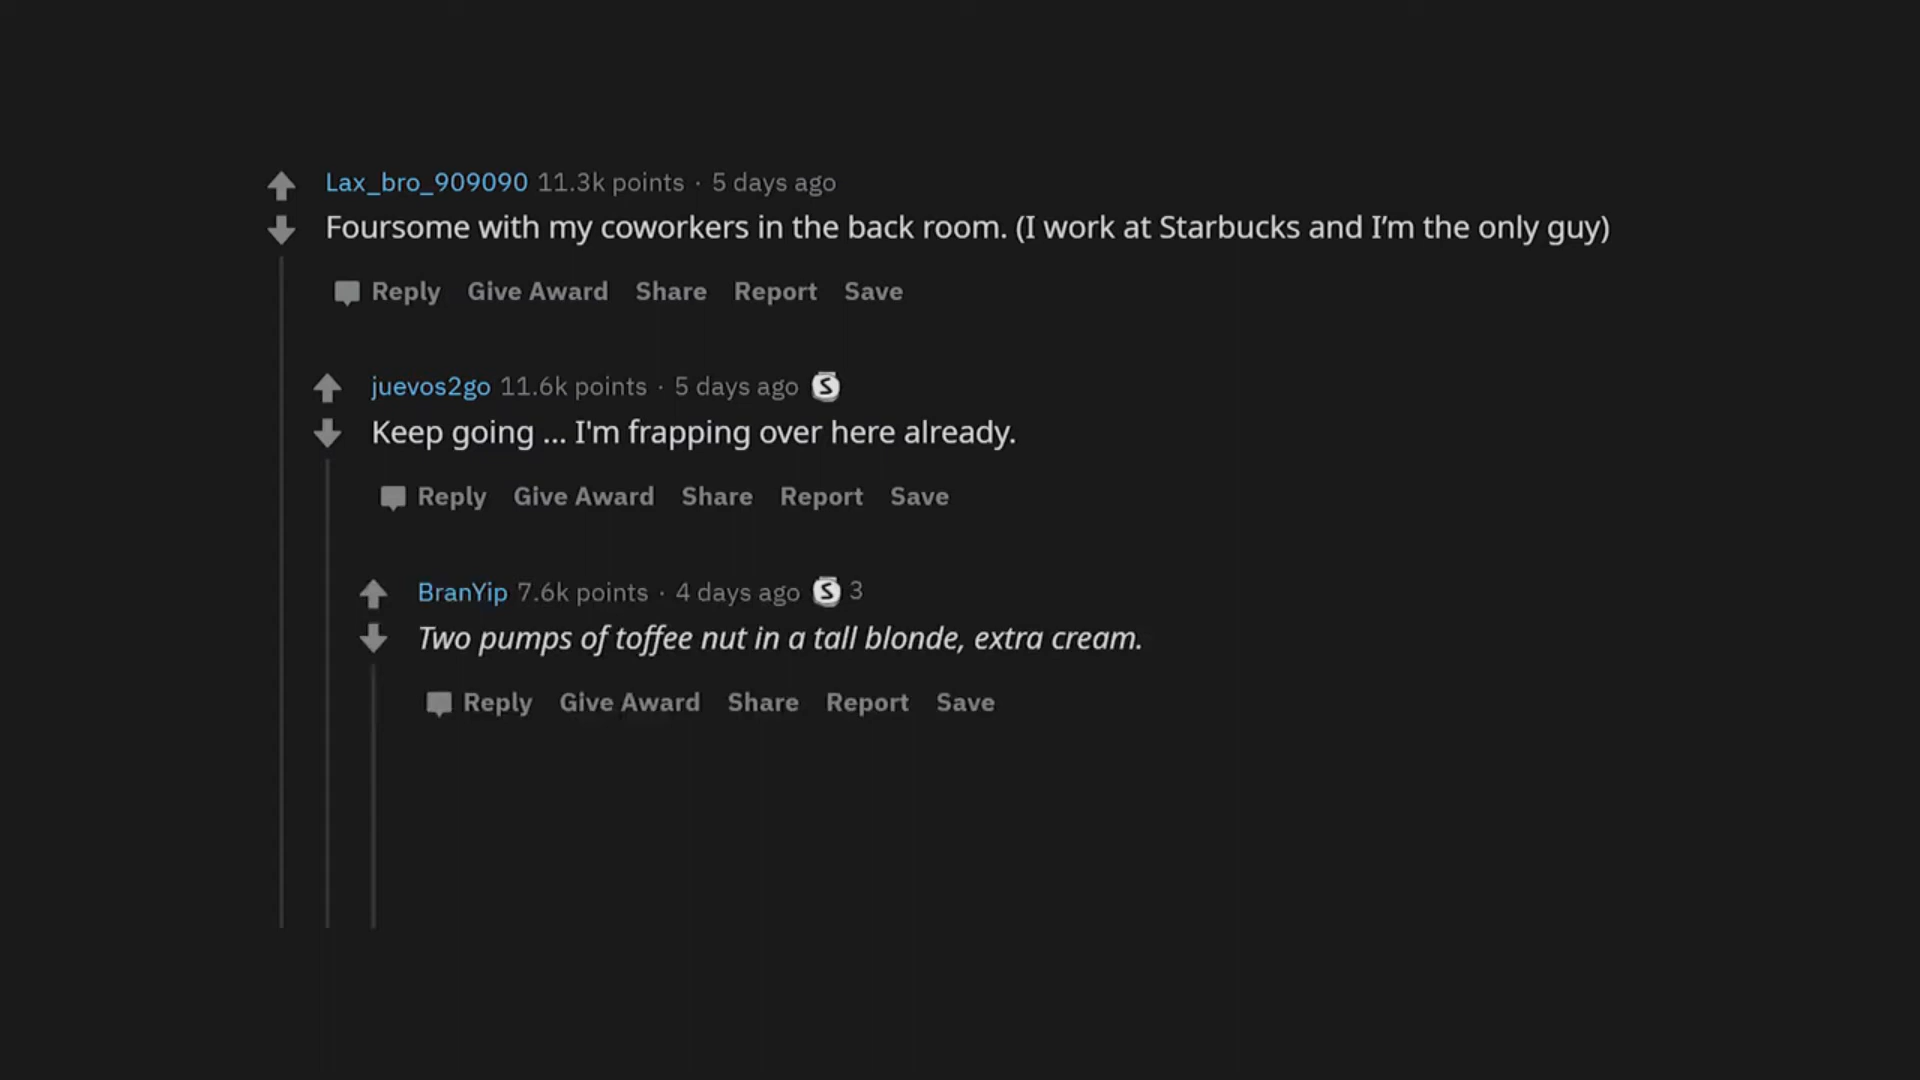 Lax_bro_909090 11.3k points · 5 days ago
Foursome with my coworkers in the back room. (I work at Starbucks and I’m the only guy)
Reply Give Award Share Report Save
juevos2go 11.6k points · 5 days ago S
Keep going ... I'm frapping over here already.
Reply Give Award Share Report Save
BranYip 7.6k points · 4 days ago S 3
Two pumps of toffee nut in a tall blonde, extra cream.
Reply Give Award Share Report Save